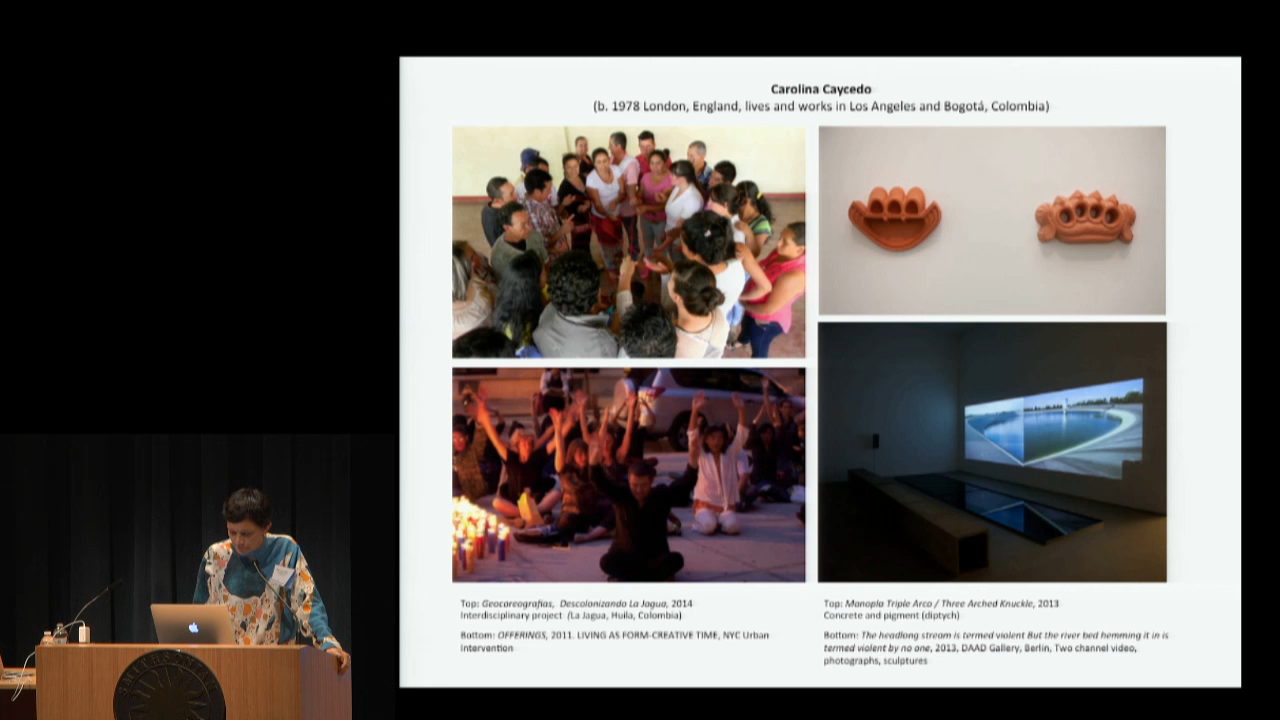 Carolina Caycedo
(b. 1978 London, England, lives and works in Los Angeles and Bogotá, Colombia)
Top: Geocoreografías, Descolonizando La Jagua, 2014
Interdisciplinary project (La Jagua, Huila, Colombia)
Bottom: OFFERINGS, 2011. LIVING AS FORM-CREATIVE TIME, NYC Urban
Intervention
Top: Manopla Triple Arco / Three Arched Knuckle, 2013
Concrete and pigment (diptych)
Bottom: The headlong stream is termed violent But the river bed hemming it in is
termed violent by no one, 2013, DAAD Gallery, Berlin, Two channel video,
photographs, sculptures